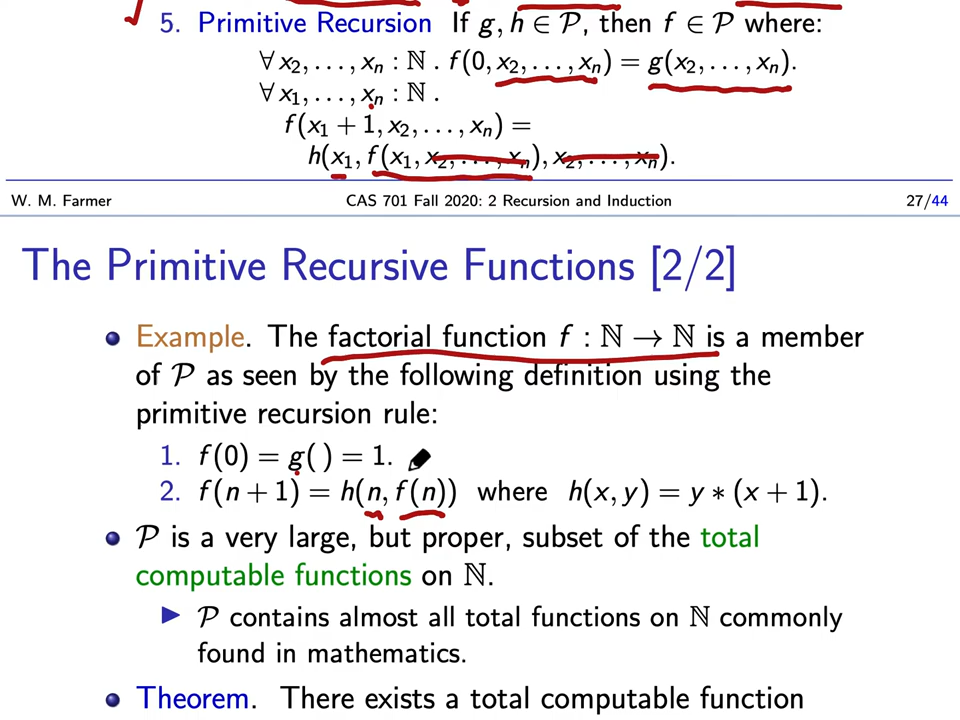 5. Primitive Recursion If g, h ∈ 𝒫, then f ∈ 𝒫 where:
∀ x₂, . . . , xₙ : ℕ . f(0, x₂, . . . , xₙ) = g(x₂, . . . , xₙ).
∀ x₁, . . . , xₙ : ℕ .
f(x₁ + 1, x₂, . . . , xₙ) =
h(x₁, f(x₁, x₂, . . . , xₙ), x₂, . . . , xₙ).
W. M. Farmer CAS 701 Fall 2020: 2 Recursion and Induction 27/44
The Primitive Recursive Functions [2/2]
Example. The factorial function f : ℕ → ℕ is a member
of 𝒫 as seen by the following definition using the
primitive recursion rule:
1. f(0) = g( ) = 1.
2. f(n + 1) = h(n, f(n)) where h(x, y) = y ∗ (x + 1).
𝒫 is a very large, but proper, subset of the total
computable functions on ℕ.
𝒫 contains almost all total functions on ℕ commonly
found in mathematics.
Theorem. There exists a total computable function